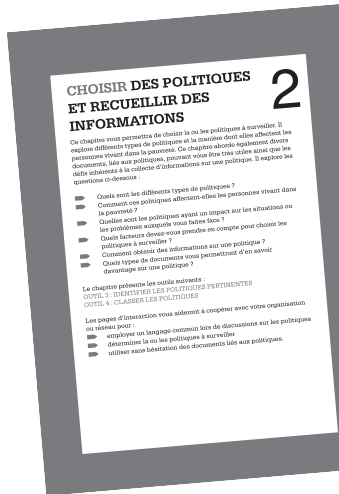 CHOISIR DES POLITIQUES
ET RECUEILLIR DES
INFORMATIONS
2
Ce chapitre vous permettra de choisir la ou les politiques à surveiller. Il
explore différents types de politiques et la manière dont elles affectent les
personnes vivant dans la pauvreté. Ce chapitre aborde également divers
documents, liés aux politiques, pouvant vous être très utiles ainsi que les
défis inhérents à la collecte d'informations sur une politique. Il explore les
questions ci-dessous :
Quels sont les différents types de politiques ?
Comment ces politiques affectent-elles les personnes vivant dans
la pauvreté ?
Quelles sont les politiques ayant un impact sur les situations ou
les problèmes auxquels vous faites face ?
Quels facteurs devez-vous prendre en compte pour choisir les
politiques à surveiller ?
Comment obtenir des informations sur une politique ?
Quels types de documents vous permettront d'en savoir
davantage sur une politique ?
Le chapitre présente les outils suivants :
OUTIL 3 : IDENTIFIER LES POLITIQUES PERTINENTES
OUTIL 4 : CLASSER LES POLITIQUES
Les pages d'interaction vous aideront à coopérer avec votre organisation
ou réseau pour :
employer un langage commun lors de discussions sur les politiques
déterminer la ou les politiques à surveiller
utiliser sans hésitation des documents liés aux politiques.